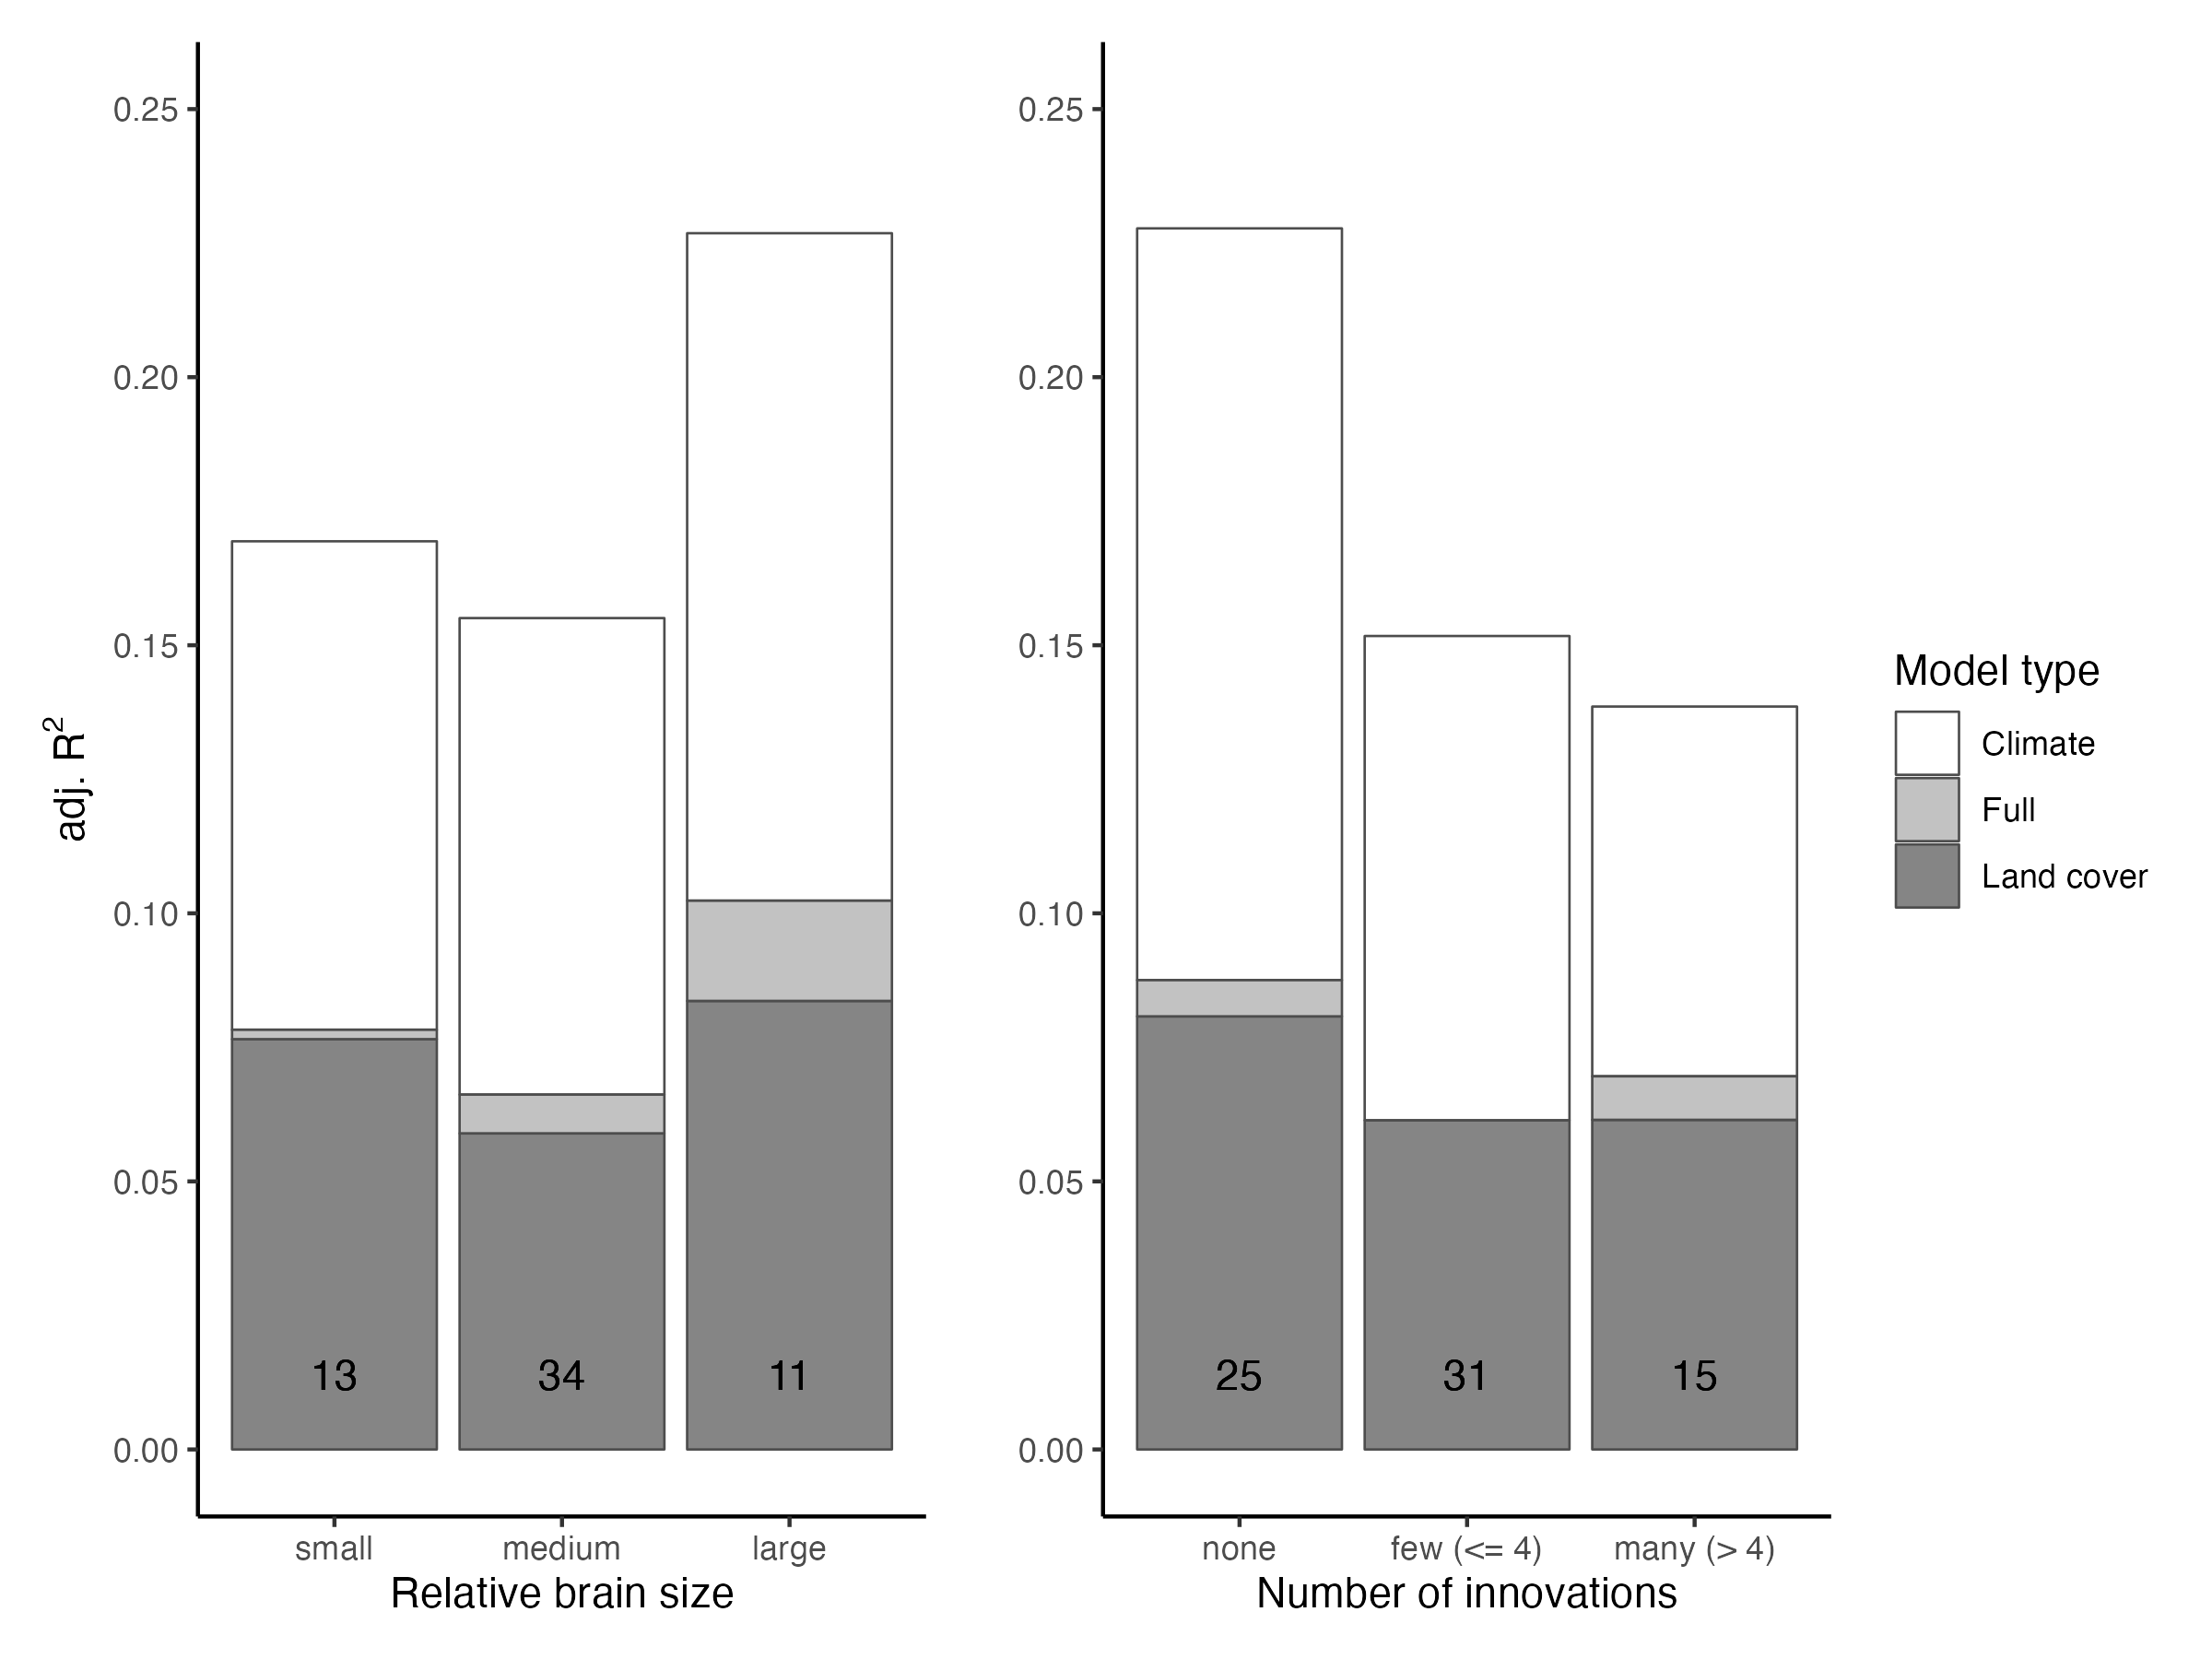 adj. R²
0.25
0.20
0.15
0.10
0.05
0.00
13
34
11
small
medium
large
Relative brain size
0.25
0.20
0.15
0.10
0.05
0.00
25
31
15
none
few (<= 4)
many (> 4)
Number of innovations
Model type
Climate
Full
Land cover